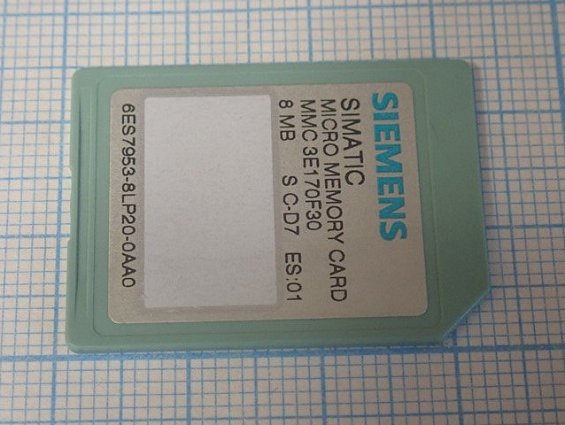 SIEMENS
SIMATIC
MICRO MEMORY CARD
MMC 3E170F30
8 MB S C-D7 ES:01
6ES7953-8LP20-0AA0